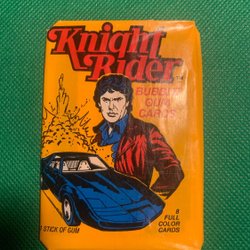 Knight
Rider
BUBBLE
GUM
CARDS
1 STICK OF GUM
8
FULL
COLOR
CARDS